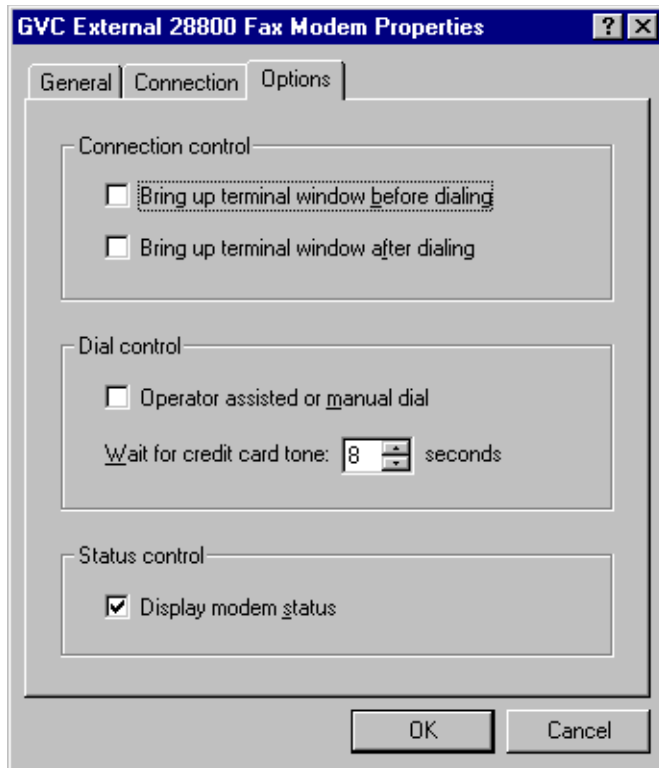 GVC External 28800 Fax Modem Properties ?
General Connection Options
Connection control
Bring up terminal window before dialing
Bring up terminal window after dialing
Dial control
Operator assisted or manual dial
Wait for credit card tone: 8 seconds
Status control
Display modem status
OK Cancel